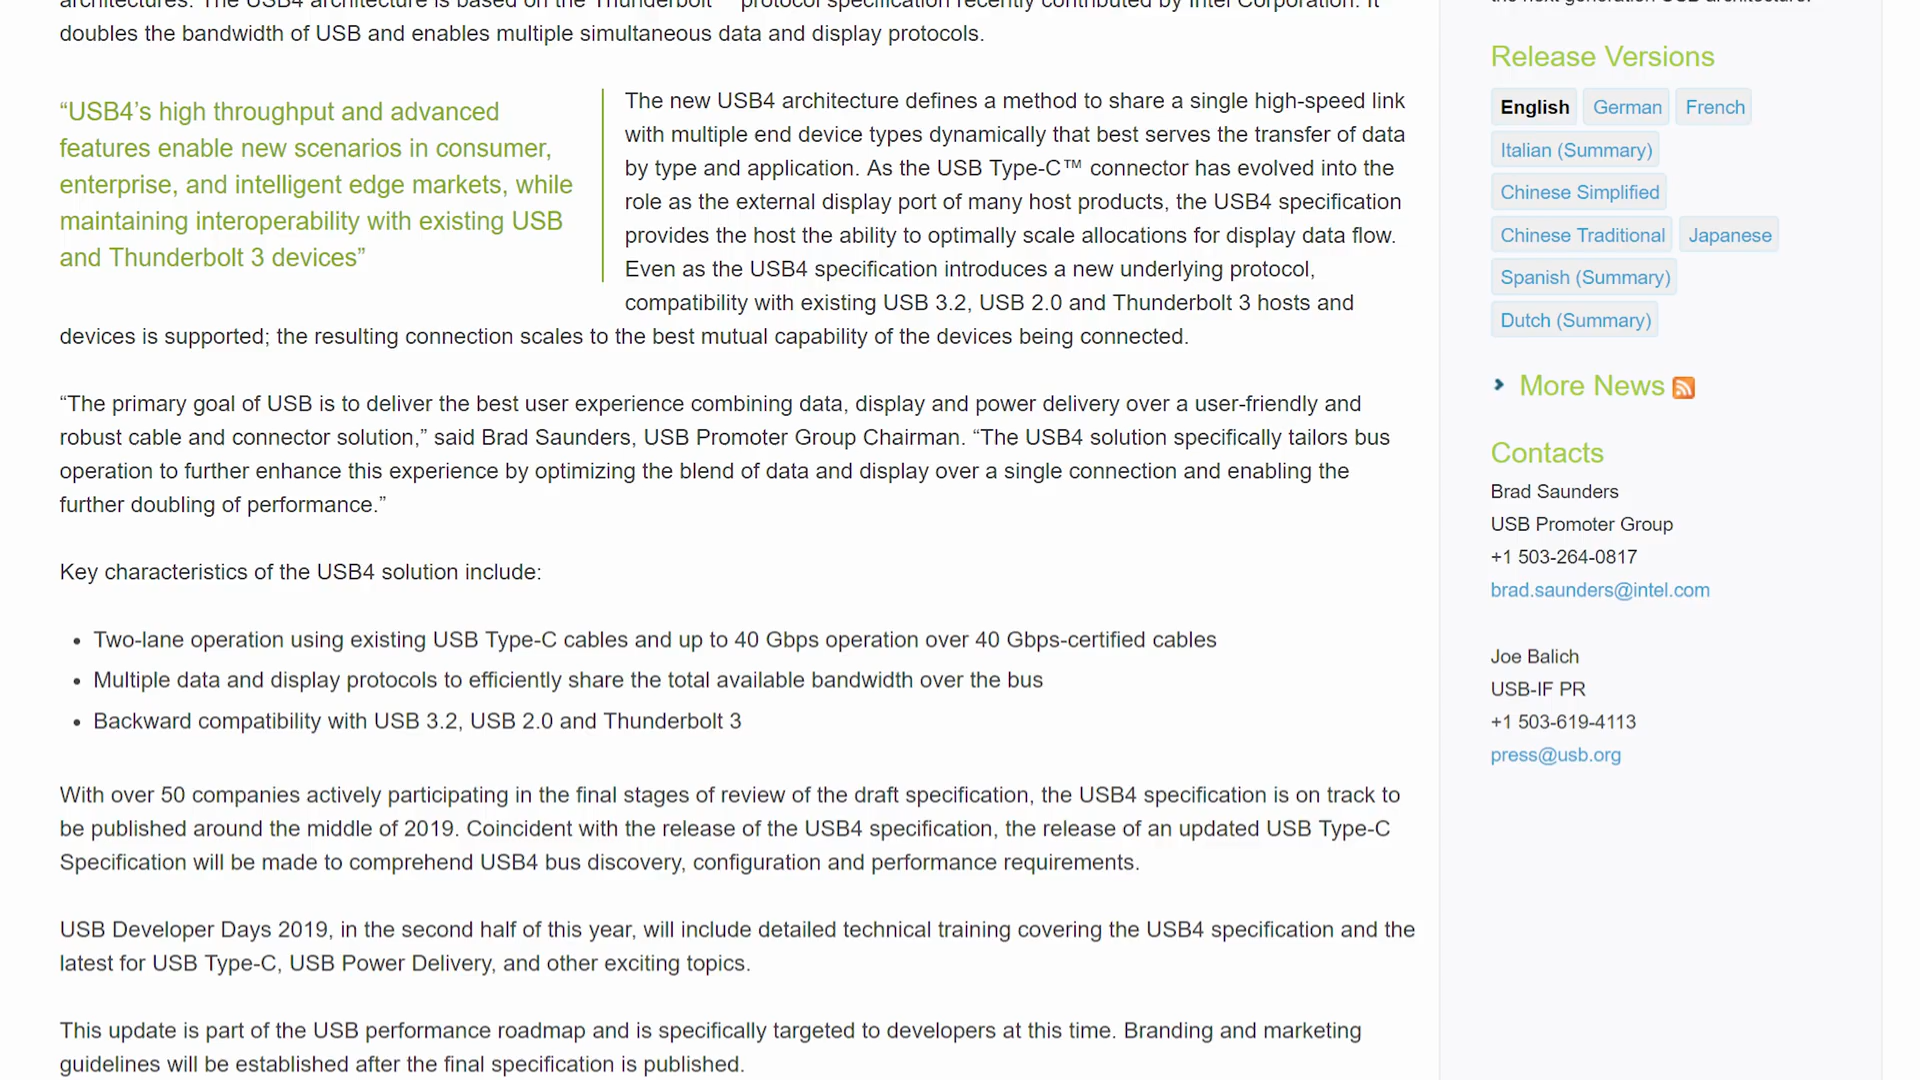 architectures. The USB4 architecture is based on the Thunderbolt™ protocol specification recently contributed by Intel Corporation. It
doubles the bandwidth of USB and enables multiple simultaneous data and display protocols.
“USB4’s high throughput and advanced
features enable new scenarios in consumer,
enterprise, and intelligent edge markets, while
maintaining interoperability with existing USB
and Thunderbolt 3 devices”
The new USB4 architecture defines a method to share a single high-speed link
with multiple end device types dynamically that best serves the transfer of data
by type and application. As the USB Type-C™ connector has evolved into the
role as the external display port of many host products, the USB4 specification
provides the host the ability to optimally scale allocations for display data flow.
Even as the USB4 specification introduces a new underlying protocol,
compatibility with existing USB 3.2, USB 2.0 and Thunderbolt 3 hosts and
devices is supported; the resulting connection scales to the best mutual capability of the devices being connected.
“The primary goal of USB is to deliver the best user experience combining data, display and power delivery over a user-friendly and
robust cable and connector solution,” said Brad Saunders, USB Promoter Group Chairman. “The USB4 solution specifically tailors bus
operation to further enhance this experience by optimizing the blend of data and display over a single connection and enabling the
further doubling of performance.”
Key characteristics of the USB4 solution include:
• Two-lane operation using existing USB Type-C cables and up to 40 Gbps operation over 40 Gbps-certified cables
• Multiple data and display protocols to efficiently share the total available bandwidth over the bus
• Backward compatibility with USB 3.2, USB 2.0 and Thunderbolt 3
With over 50 companies actively participating in the final stages of review of the draft specification, the USB4 specification is on track to
be published around the middle of 2019. Coincident with the release of the USB4 specification, the release of an updated USB Type-C
Specification will be made to comprehend USB4 bus discovery, configuration and performance requirements.
USB Developer Days 2019, in the second half of this year, will include detailed technical training covering the USB4 specification and the
latest for USB Type-C, USB Power Delivery, and other exciting topics.
This update is part of the USB performance roadmap and is specifically targeted to developers at this time. Branding and marketing
guidelines will be established after the final specification is published.
the next generation USB architecture.
Release Versions
English German French
Italian (Summary)
Chinese Simplified
Chinese Traditional Japanese
Spanish (Summary)
Dutch (Summary)
More News
Contacts
Brad Saunders
USB Promoter Group
+1 503-264-0817
brad.saunders@intel.com
Joe Balich
USB-IF PR
+1 503-619-4113
press@usb.org